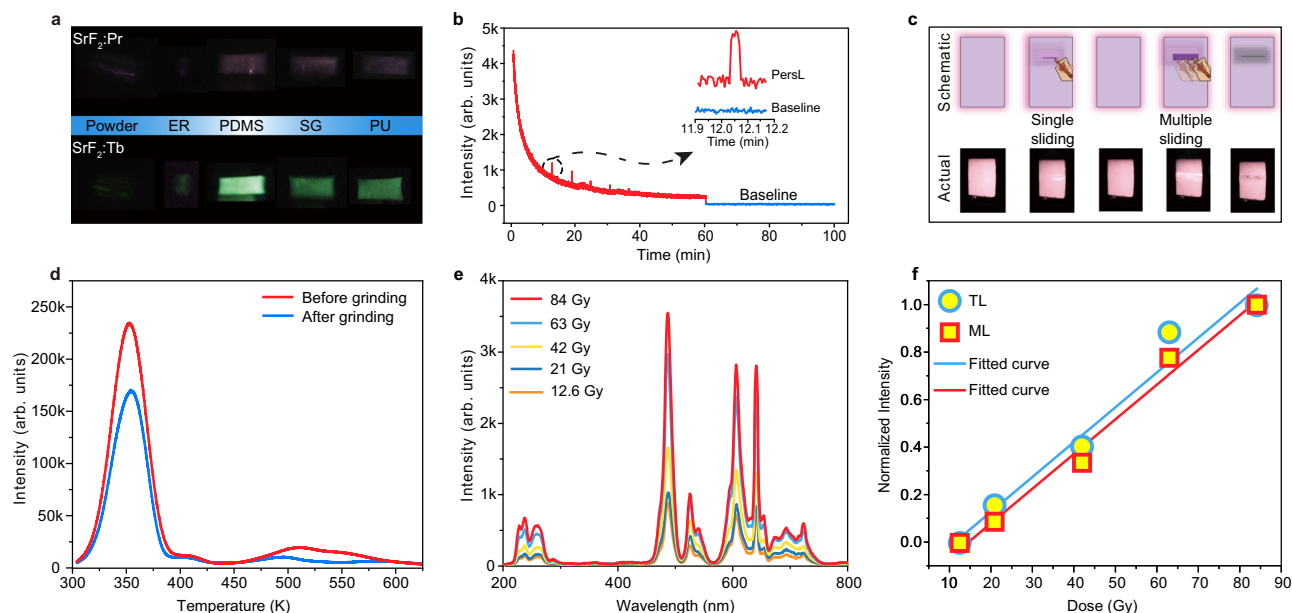 a
SrF2:Pr
Powder ER PDMS SG PU
SrF2:Tb
b
Intensity (arb. units)
5k
4k
3k
2k
1k
0
PersL
Baseline
11.9 12.0 12.1 12.2
Time (min)
Baseline
0 20 40 60 80 100
Time (min)
c
Schematic
Single
sliding
Multiple
sliding
Actual
d
Intensity (arb. units)
250k
200k
150k
100k
50k
0
Before grinding
After grinding
300 350 400 450 500 550 600
Temperature (K)
e
Intensity (arb. units)
4k
3k
2k
1k
0
84 Gy
63 Gy
42 Gy
21 Gy
12.6 Gy
200 400 600 800
Wavelength (nm)
f
Normalized Intensity
1.0
0.8
0.6
0.4
0.2
0.0
TL
ML
Fitted curve
Fitted curve
10 20 30 40 50 60 70 80 90
Dose (Gy)